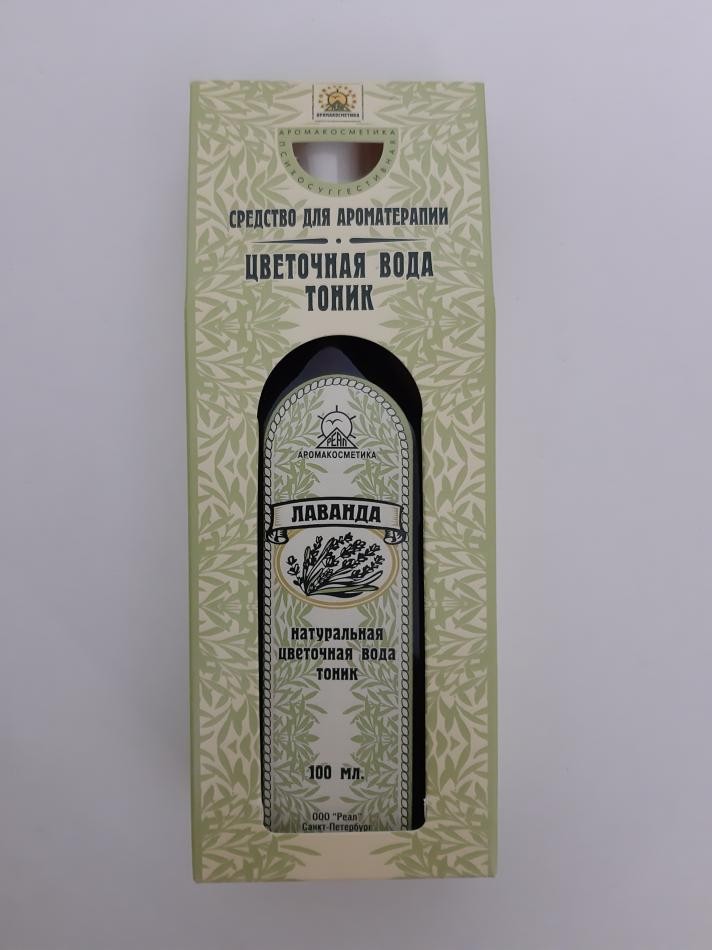 АРОМАКОСМЕТИКА
АРОМАКОСМЕТИКА
ПСИХОСУГГЕСТИВНАЯ
СРЕДСТВО ДЛЯ АРОМАТЕРАПИИ
ЦВЕТОЧНАЯ ВОДА
ТОНИК
РЕАЛ
АРОМАКОСМЕТИКА
ЛАВАНДА
натуральная
цветочная вода
тоник
100 мл.
ООО "Реал"
Санкт-Петербург